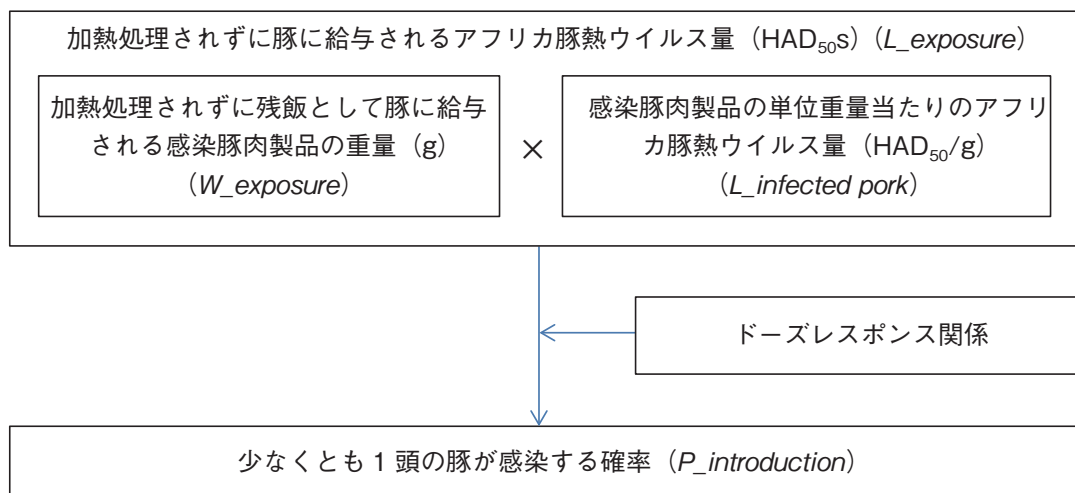 加熱処理されずに豚に給与されるアフリカ豚熱ウイルス量（HAD50s）（L_exposure）
加熱処理されずに残飯として豚に給与
される感染豚肉製品の重量（g）
（W_exposure）
×
感染豚肉製品の単位重量当たりのアフリ
カ豚熱ウイルス量（HAD50/g）
（L_infected pork）
ドーズレスポンス関係
少なくとも1頭の豚が感染する確率（P_introduction）